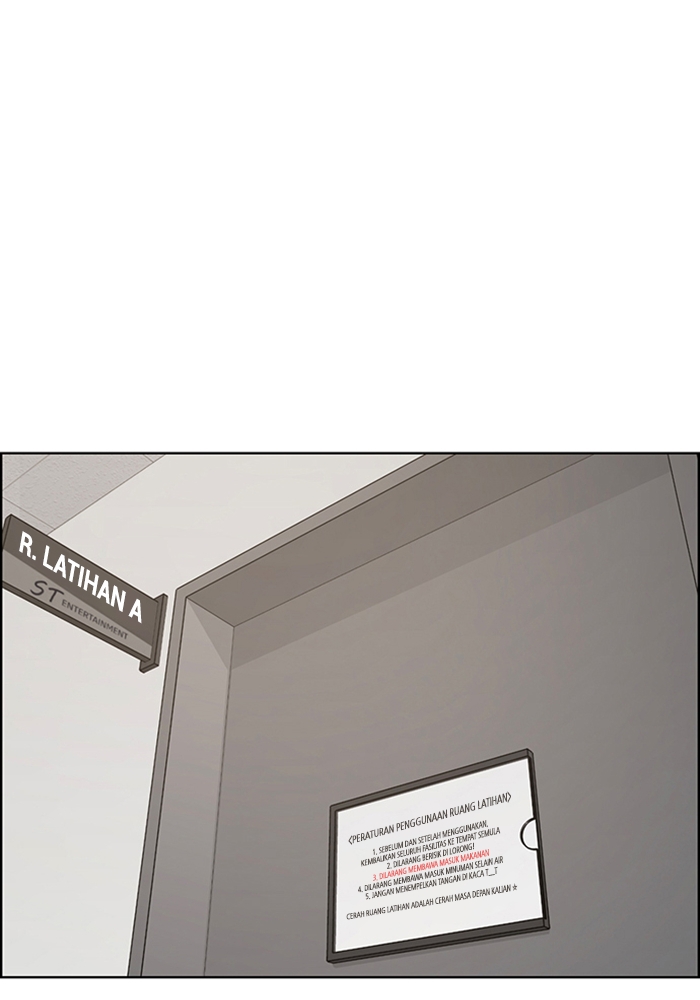 R. LATIHAN A
ST ENTERTAINMENT
<PERATURAN PENGGUNAAN RUANG LATIHAN>
1. SEBELUM DAN SETELAH MENGGUNAKAN,
KEMBALIKAN SELURUH FASILITAS KE TEMPAT SEMULA
2. DILARANG BERISIK DI LORONG!
3. DILARANG MEMBAWA MASUK MAKANAN
4. DILARANG MEMBAWA MASUK MINUMAN SELAIN AIR
5. JANGAN MENEMPELKAN TANGAN DI KACA T_T
CERAH RUANG LATIHAN ADALAH CERAH MASA DEPAN KALIAN ☆